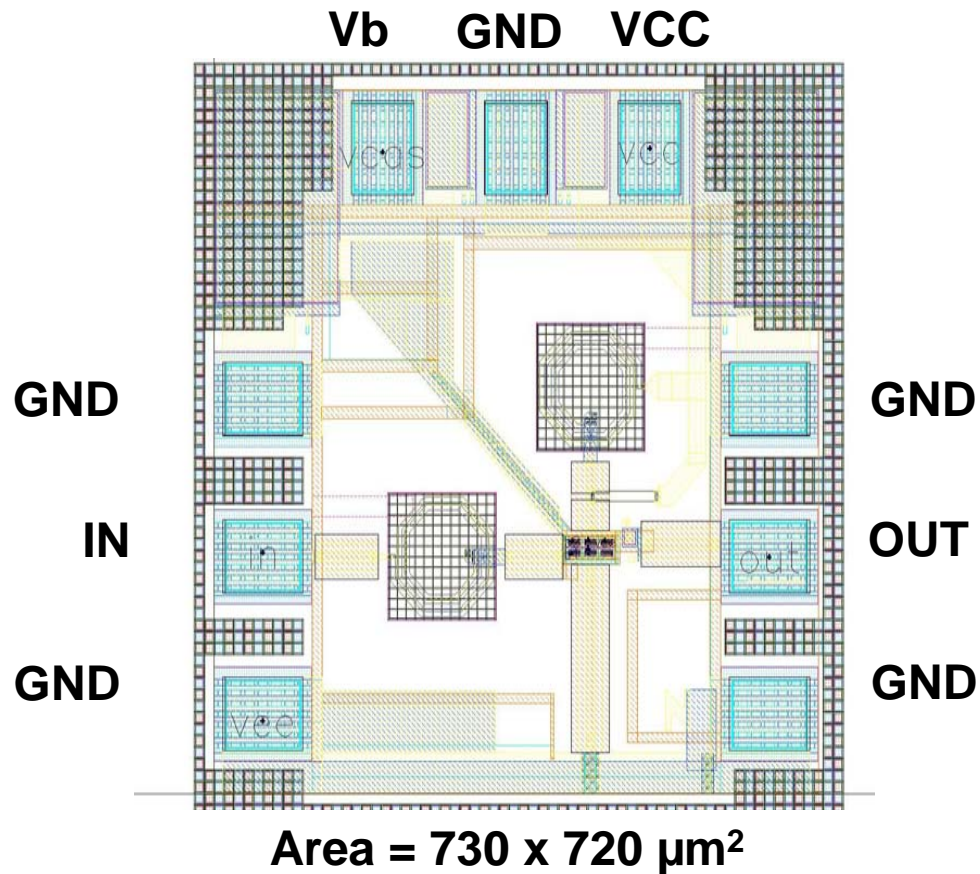 Vb GND VCC
vcas vcc
GND GND
IN in out OUT
GND GND
vee
Area = 730 x 720 µm²